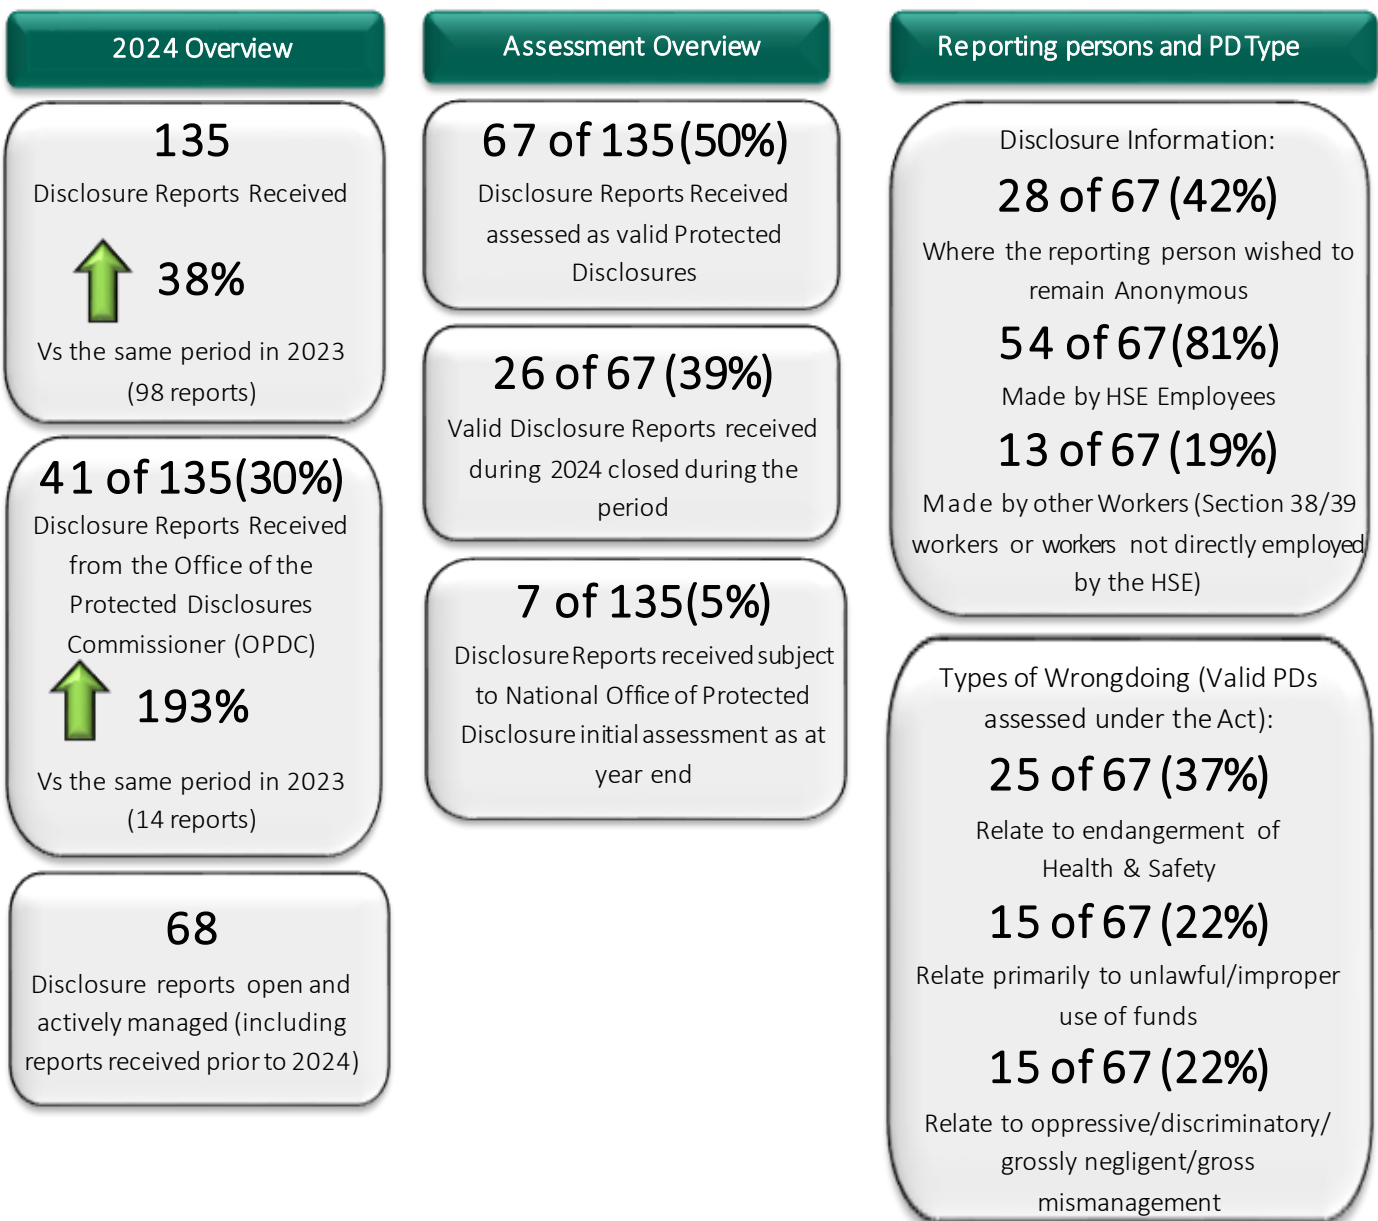 2024 Overview
135
Disclosure Reports Received
38%
Vs the same period in 2023
(98 reports)
41 of 135(30%)
Disclosure Reports Received
from the Office of the
Protected Disclosures
Commissioner (OPDC)
193%
Vs the same period in 2023
(14 reports)
68
Disclosure reports open and
actively managed (including
reports received prior to 2024)
Assessment Overview
67 of 135(50%)
Disclosure Reports Received
assessed as valid Protected
Disclosures
26 of 67 (39%)
Valid Disclosure Reports received
during 2024 closed during the
period
7 of 135(5%)
Disclosure Reports received subject
to National Office of Protected
Disclosure initial assessment as at
year end
Reporting persons and PD Type
Disclosure Information:
28 of 67 (42%)
Where the reporting person wished to
remain Anonymous
54 of 67(81%)
Made by HSE Employees
13 of 67 (19%)
Made by other Workers (Section 38/39
workers or workers not directly employed
by the HSE)
Types of Wrongdoing (Valid PDs
assessed under the Act):
25 of 67 (37%)
Relate to endangerment of
Health & Safety
15 of 67 (22%)
Relate primarily to unlawful/improper
use of funds
15 of 67 (22%)
Relate to oppressive/discriminatory/
grossly negligent/gross
mismanagement